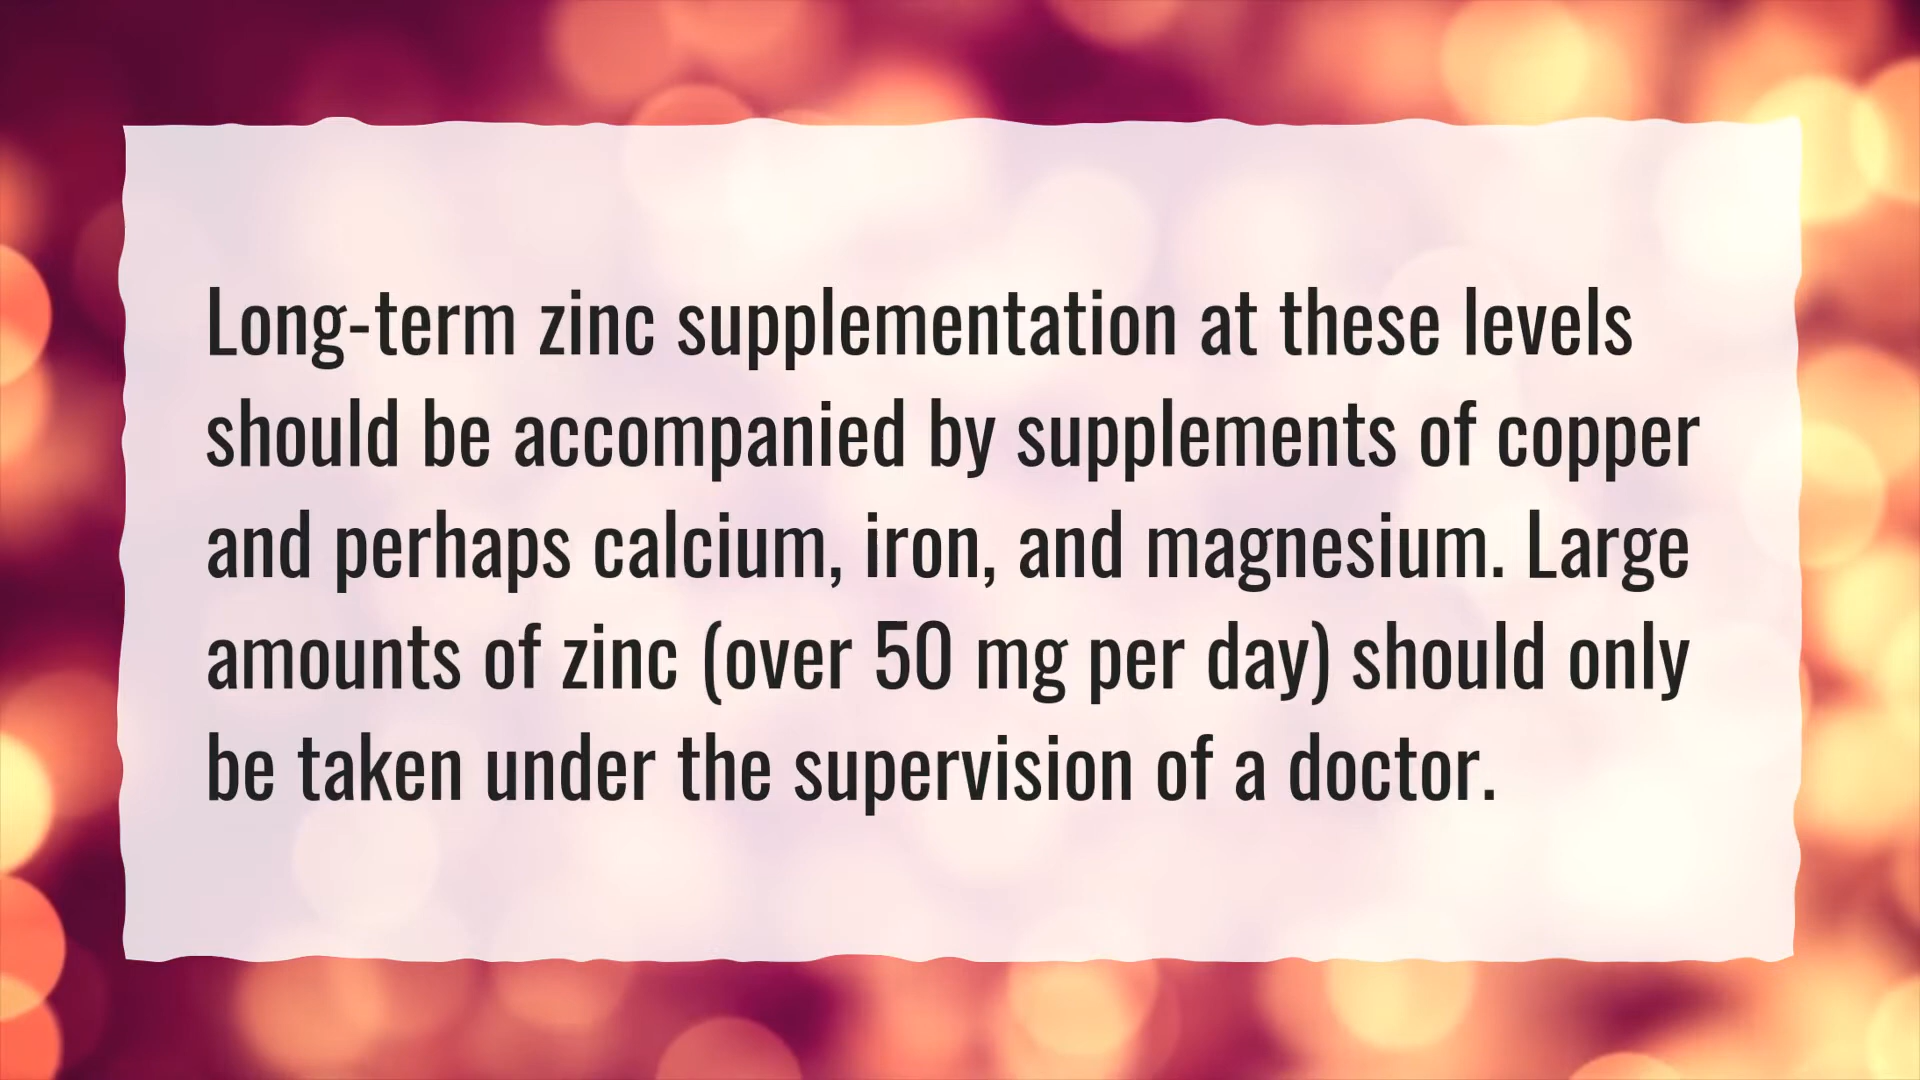 Long-term zinc supplementation at these levels
should be accompanied by supplements of copper
and perhaps calcium, iron, and magnesium. Large
amounts of zinc (over 50 mg per day) should only
be taken under the supervision of a doctor.